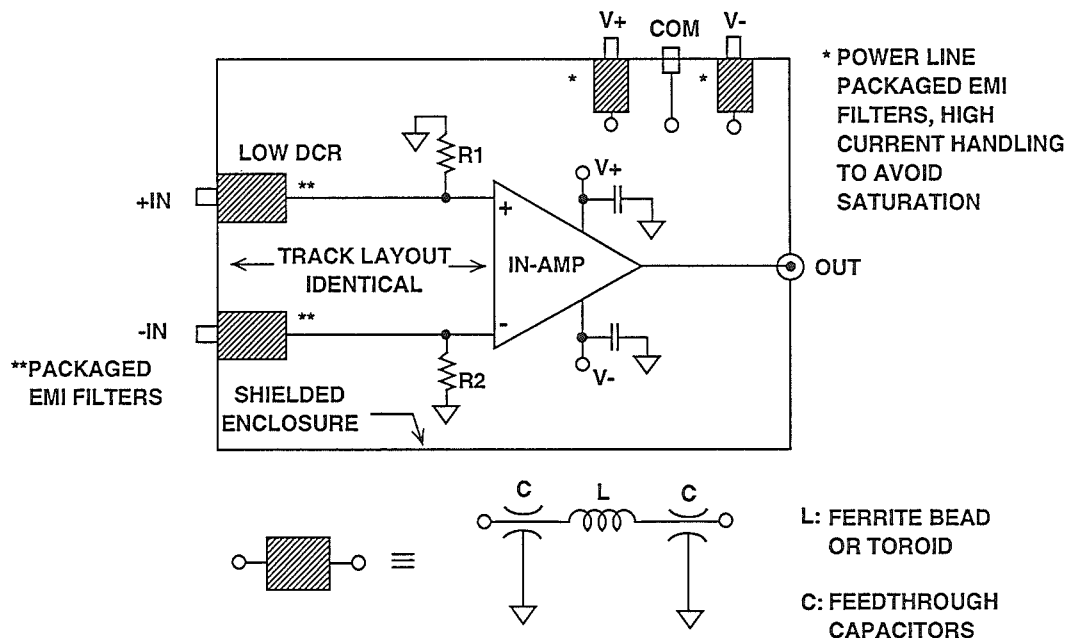 V+
COM
V-
*
*
* POWER LINE
PACKAGED EMI
FILTERS, HIGH
CURRENT HANDLING
TO AVOID
SATURATION
LOW DCR
**
R1
V+
+IN
+
TRACK LAYOUT
IDENTICAL
IN-AMP
OUT
**
-IN
-
**PACKAGED
EMI FILTERS
R2
V-
SHIELDED
ENCLOSURE
C
L
C
≡
L: FERRITE BEAD
OR TOROID
C: FEEDTHROUGH
CAPACITORS